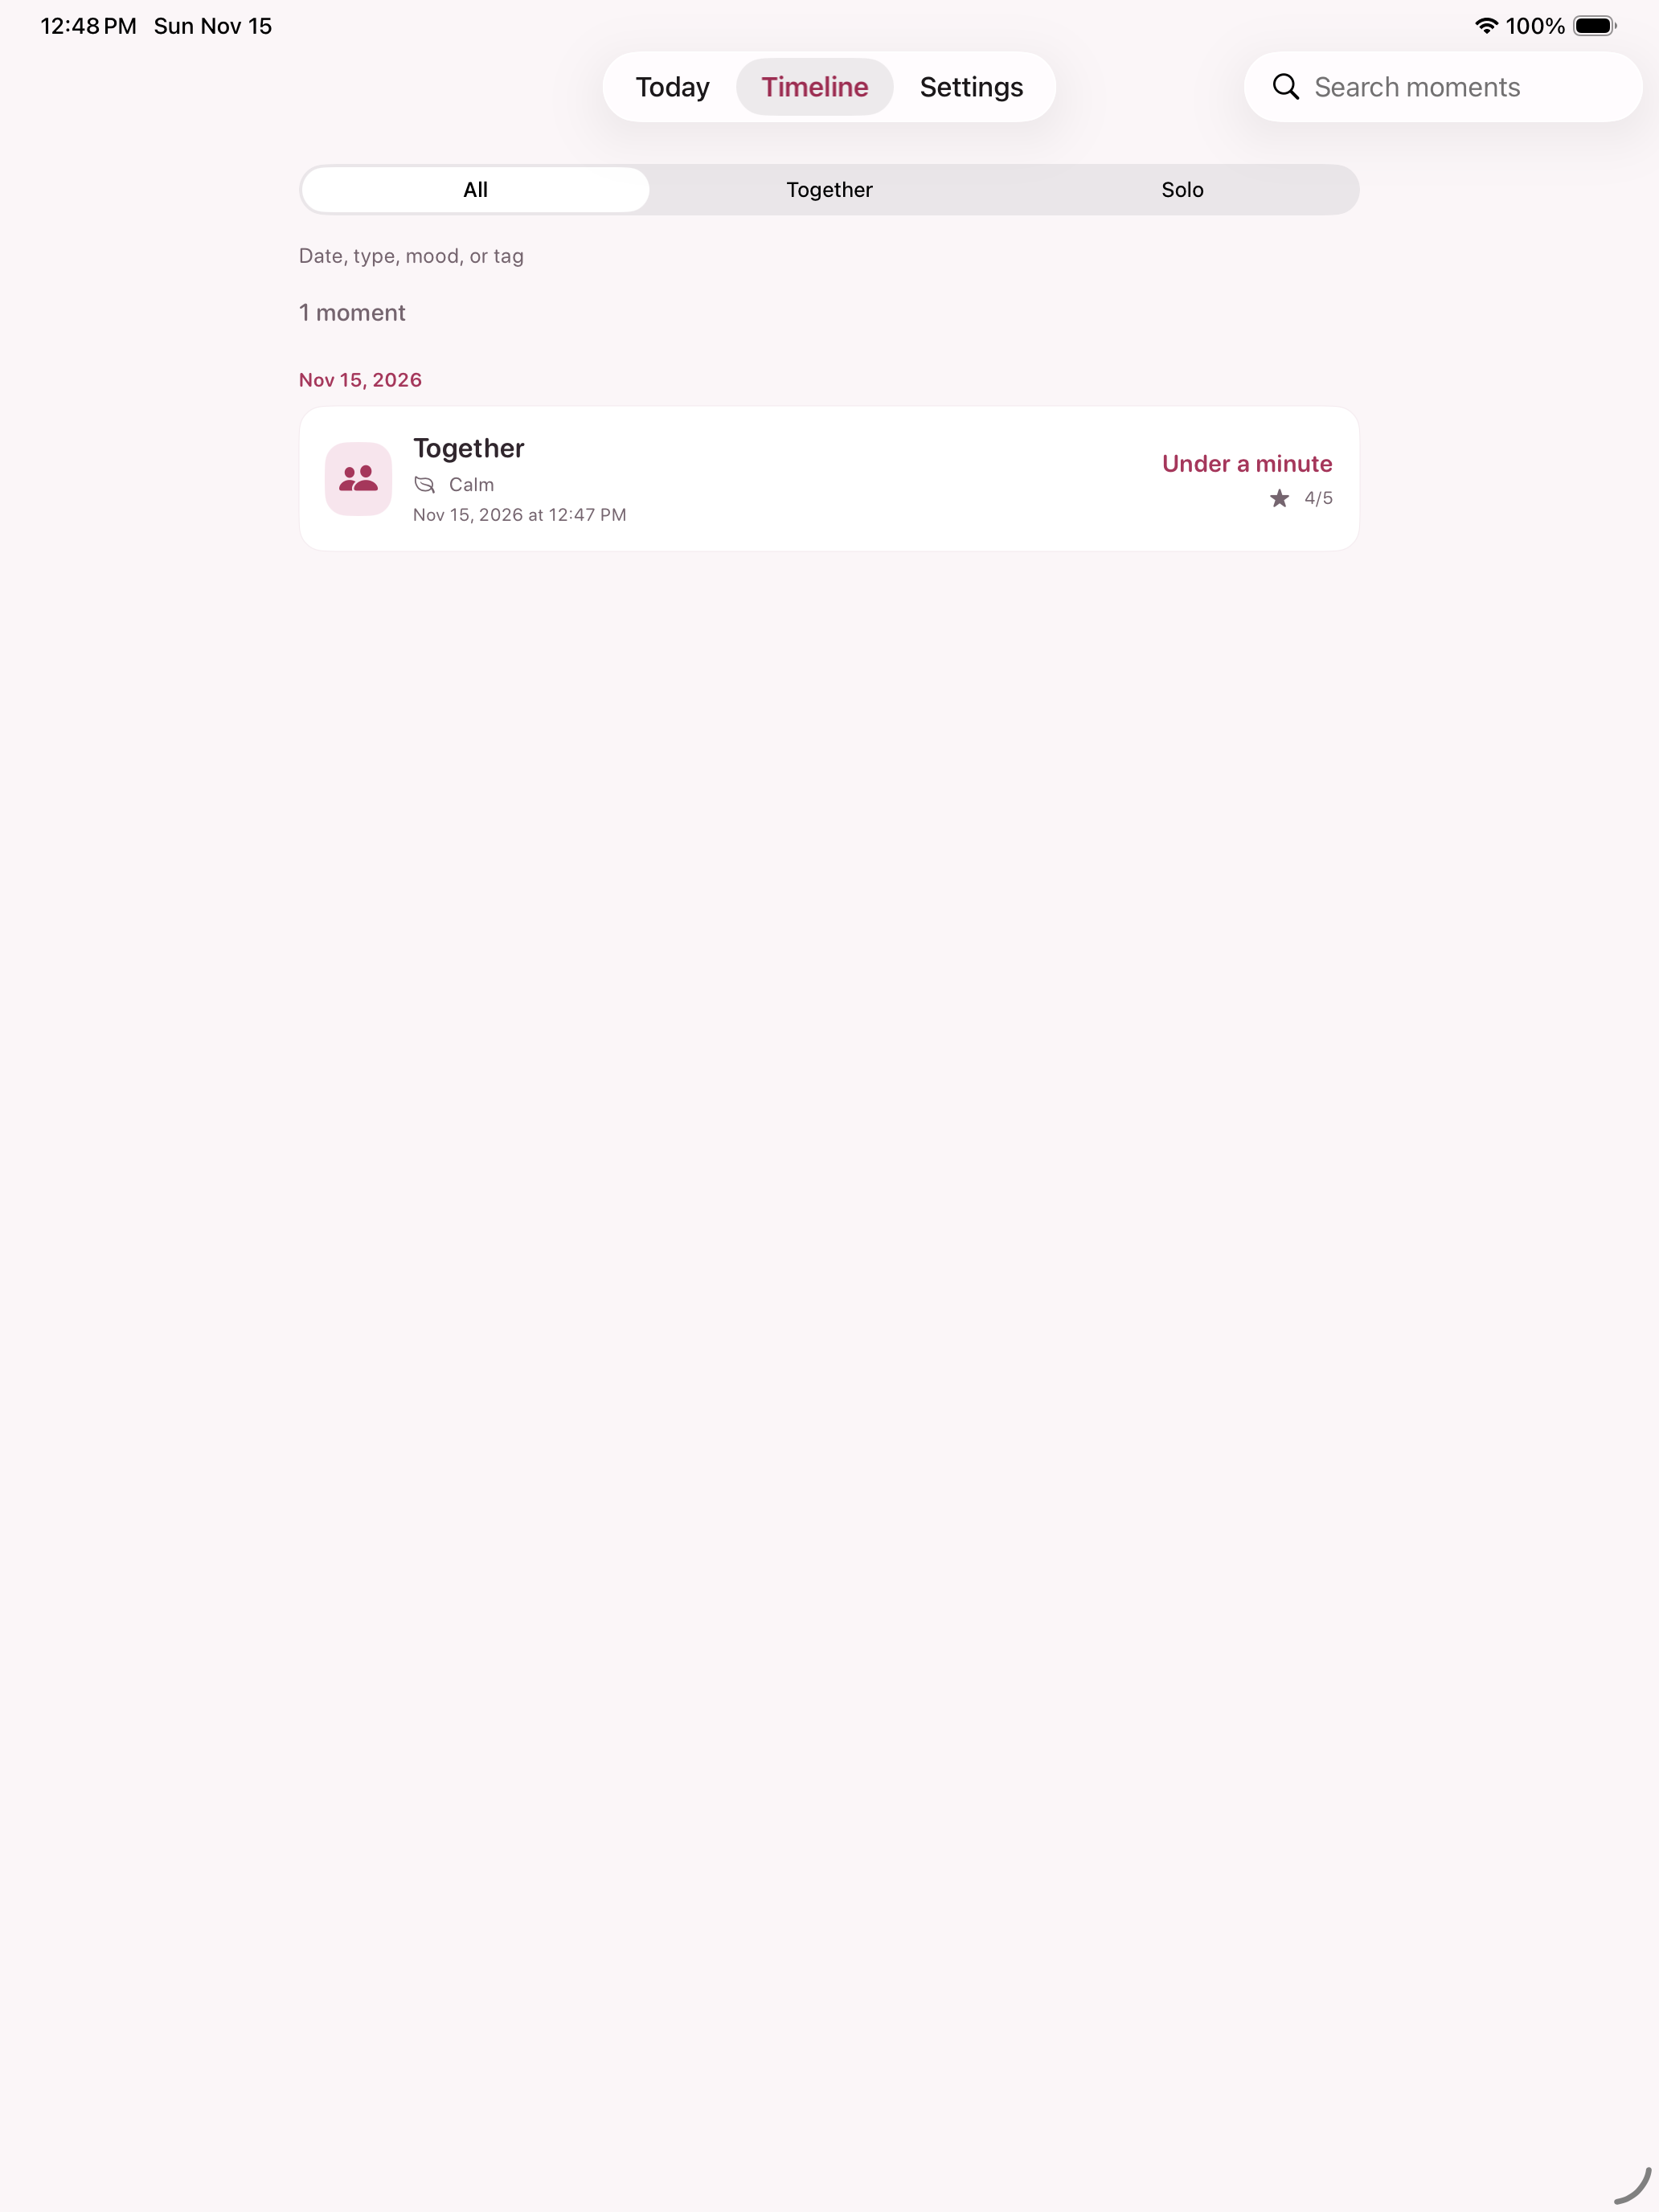 12:48 PM Sun Nov 15
100%
Today Timeline Settings
Search moments
All Together Solo
Date, type, mood, or tag
1 moment
Nov 15, 2026
Together
Calm
Nov 15, 2026 at 12:47 PM
Under a minute
4/5